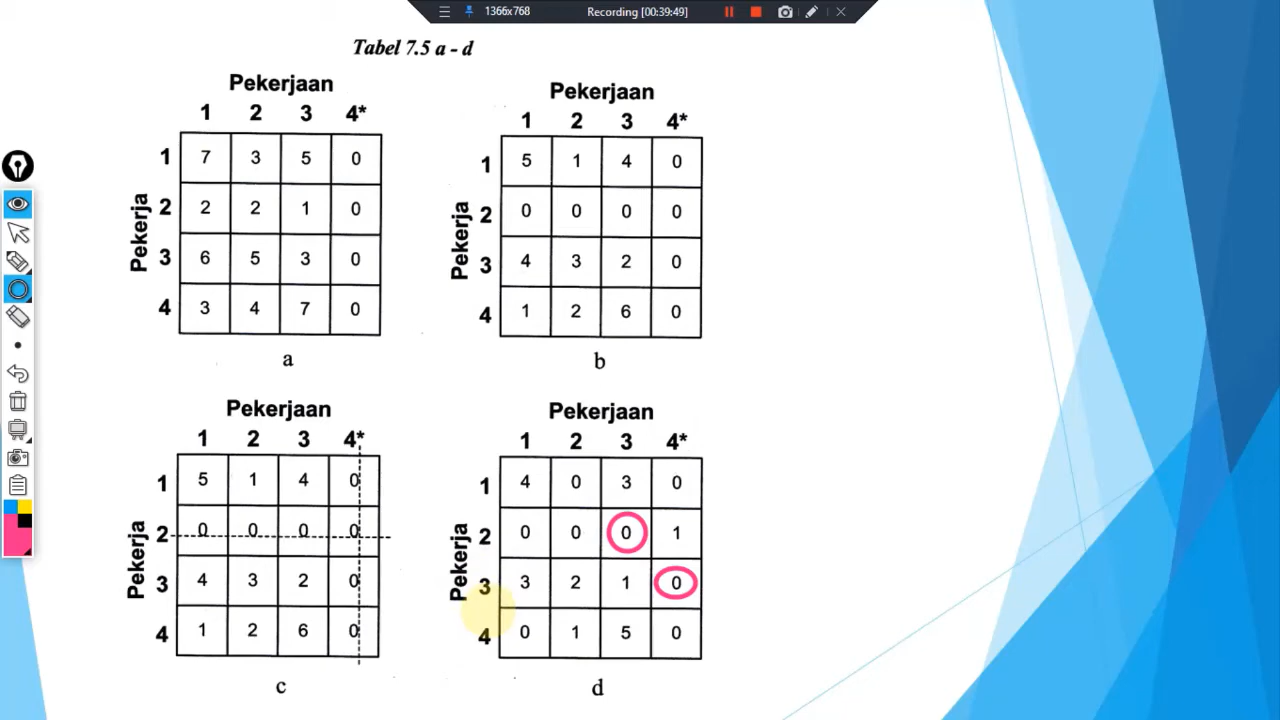 1366x768 Recording [00:39:49]
Tabel 7.5 a - d
Pekerjaan
1 2 3 4*
Pekerja
1 7 3 5 0
2 2 2 1 0
3 6 5 3 0
4 3 4 7 0
a
Pekerjaan
1 2 3 4*
Pekerja
1 5 1 4 0
2 0 0 0 0
3 4 3 2 0
4 1 2 6 0
b
Pekerjaan
1 2 3 4*
Pekerja
1 5 1 4 0
2 0 0 0 0
3 4 3 2 0
4 1 2 6 0
c
Pekerjaan
1 2 3 4*
Pekerja
1 4 0 3 0
2 0 0 0 1
3 3 2 1 0
4 0 1 5 0
d